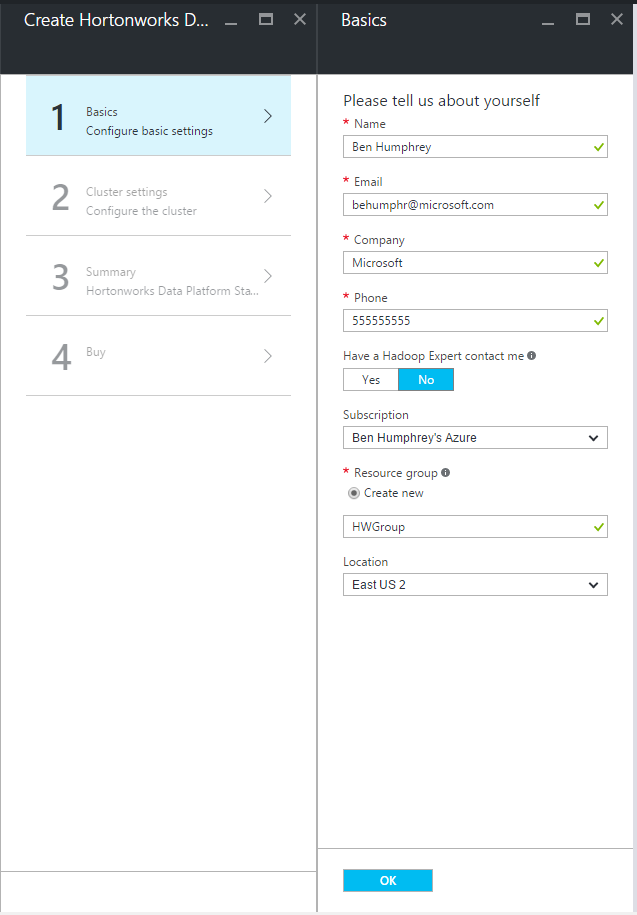 Create Hortonworks D...
1
Basics
Configure basic settings
2
Cluster settings
Configure the cluster
3
Summary
Hortonworks Data Platform Sta...
4
Buy
Basics
Please tell us about yourself
* Name
Ben Humphrey
* Email
behumphr@microsoft.com
* Company
Microsoft
* Phone
555555555
Have a Hadoop Expert contact me
Yes No
Subscription
Ben Humphrey's Azure
* Resource group
Create new
HWGroup
Location
East US 2
OK